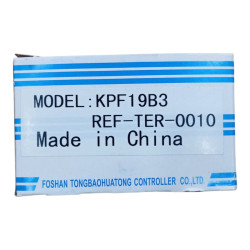 MODEL:KPF19B3
REF-TER-0010
Made in China
FOSHAN TONGBAOHUATONG CONTROLLER CO.,LTD